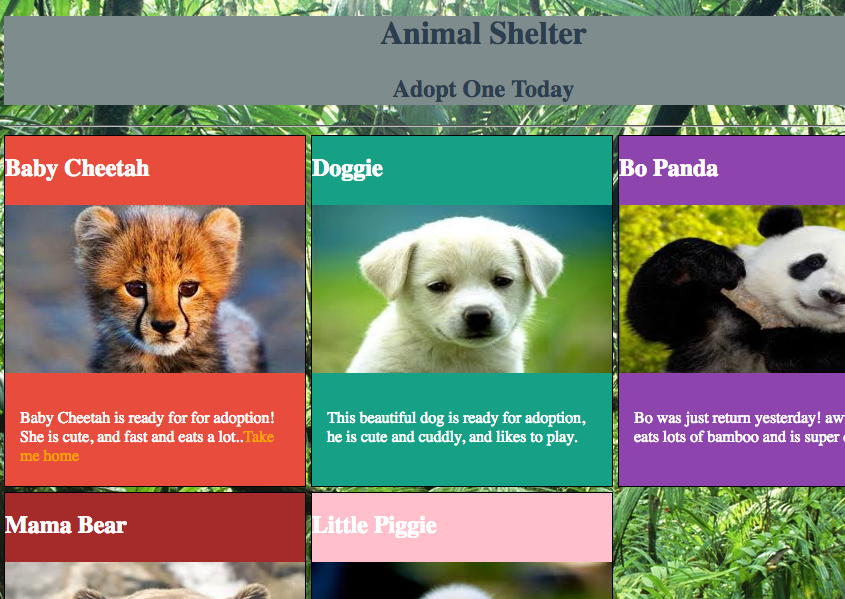 Animal Shelter
Adopt One Today
Baby Cheetah
Doggie
Bo Panda
Baby Cheetah is ready for for adoption!
She is cute, and fast and eats a lot..Take
me home
This beautiful dog is ready for adoption,
he is cute and cuddly, and likes to play.
Bo was just return yesterday! aw
eats lots of bamboo and is super
Mama Bear
Little Piggie